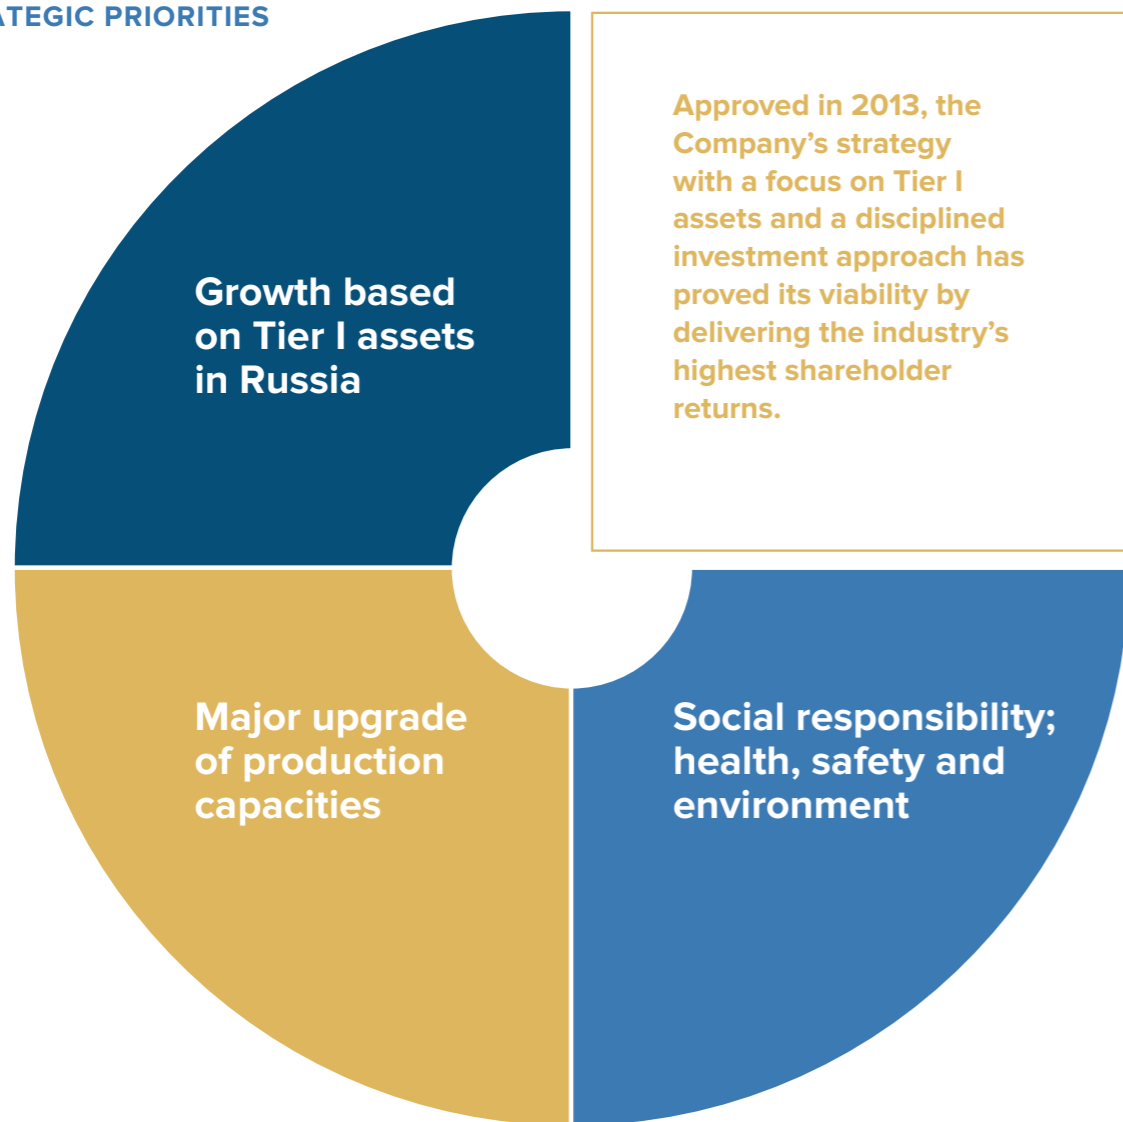 ATEGIC PRIORITIES
Approved in 2013, the
Company’s strategy
with a focus on Tier I
assets and a disciplined
investment approach has
proved its viability by
delivering the industry’s
highest shareholder
returns.
Growth based
on Tier I assets
in Russia
Major upgrade
of production
capacities
Social responsibility;
health, safety and
environment